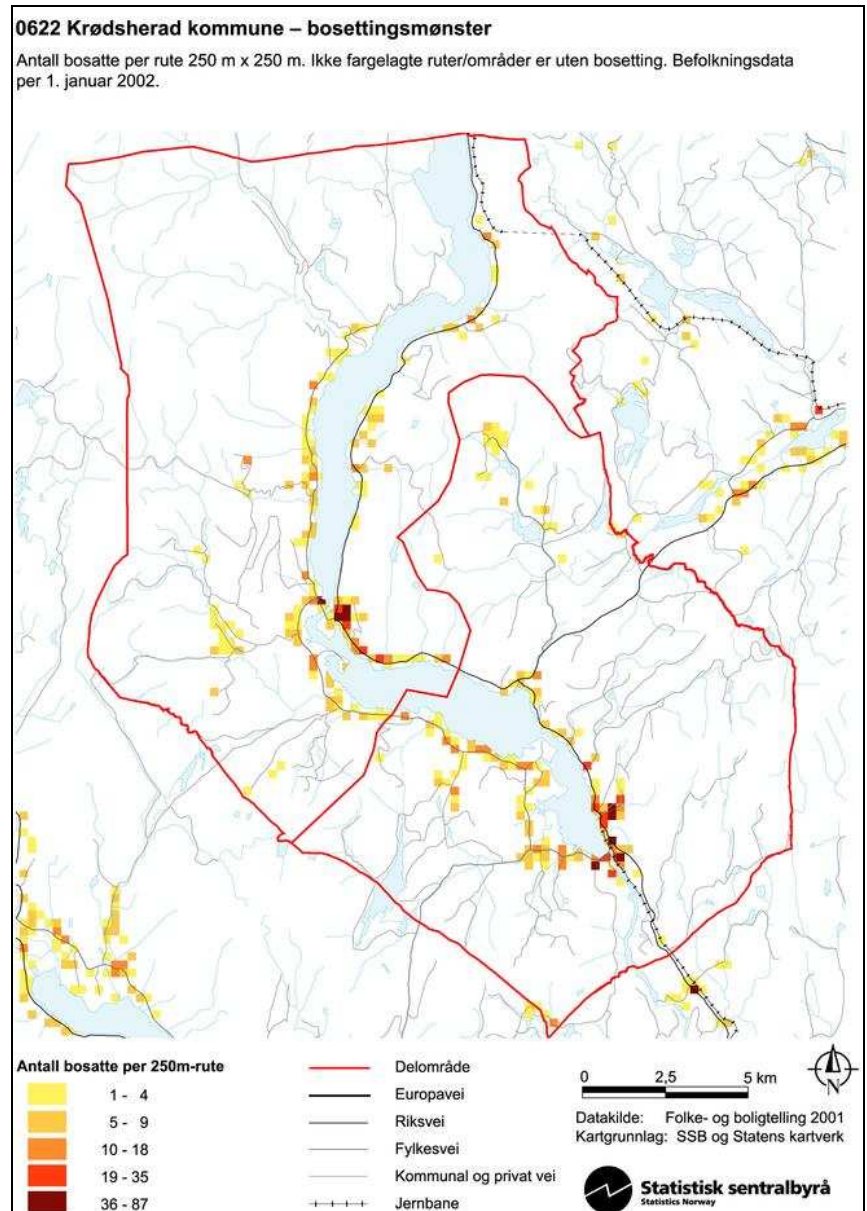 0622 Krødsherad kommune – bosettingsmønster
Antall bosatte per rute 250 m x 250 m. Ikke fargelagte ruter/områder er uten bosetting. Befolkningsdata
per 1. januar 2002.
Antall bosatte per 250m-rute
1 - 4
5 - 9
10 - 18
19 - 35
36 - 87
Delområde
Europavei
Riksvei
Fylkesvei
Kommunal og privat vei
Jernbane
0 2,5 5 km
N
Datakilde: Folke- og boligtelling 2001
Kartgrunnlag: SSB og Statens kartverk
Statistisk sentralbyrå
Statistics Norway